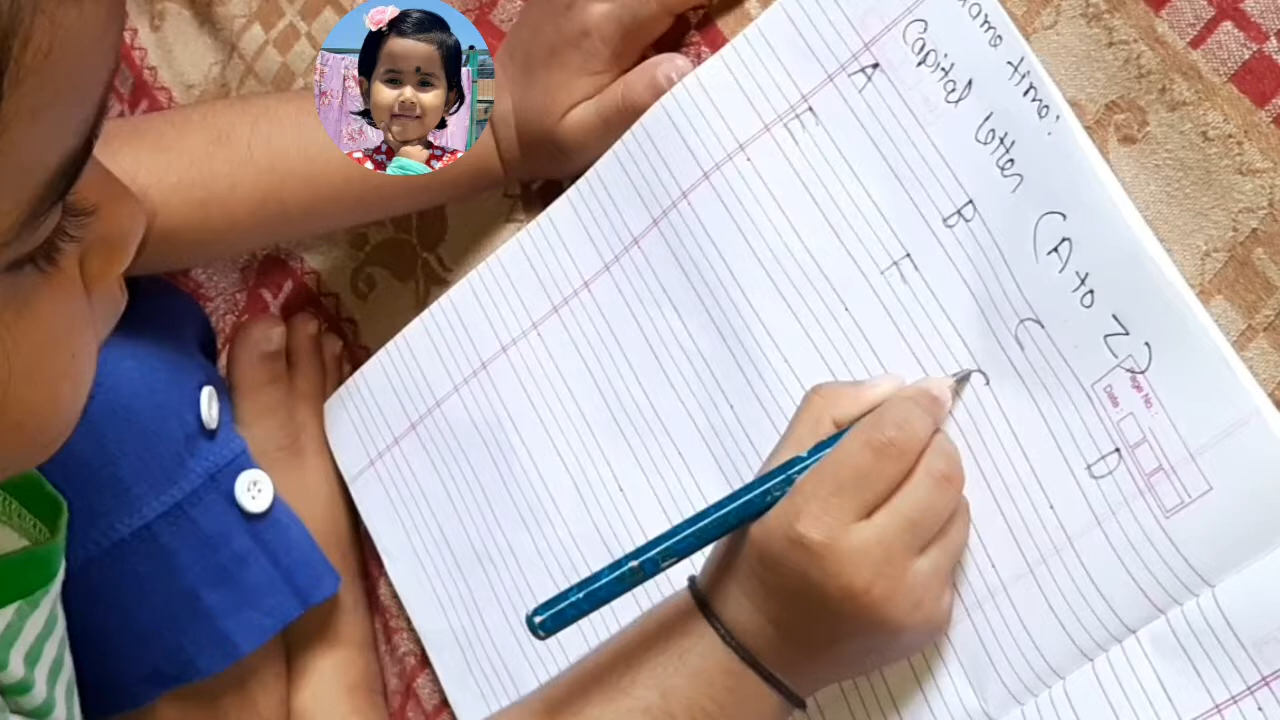 time:
Capital letter (A to Z)
Page No. :
Date :
A B C D
E F